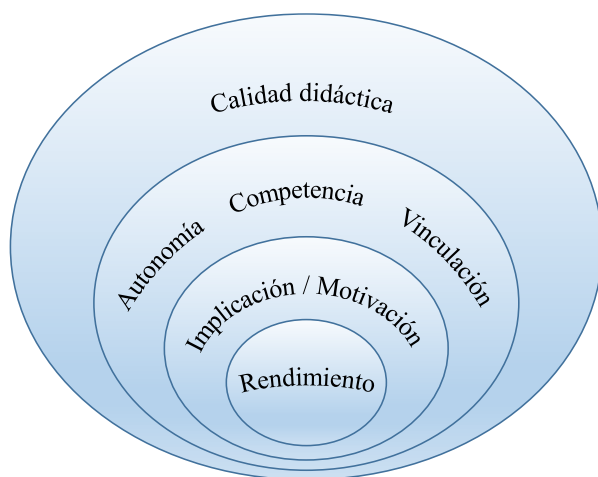 Calidad didáctica
Autonomía
Competencia
Vinculación
Implicación / Motivación
Rendimiento